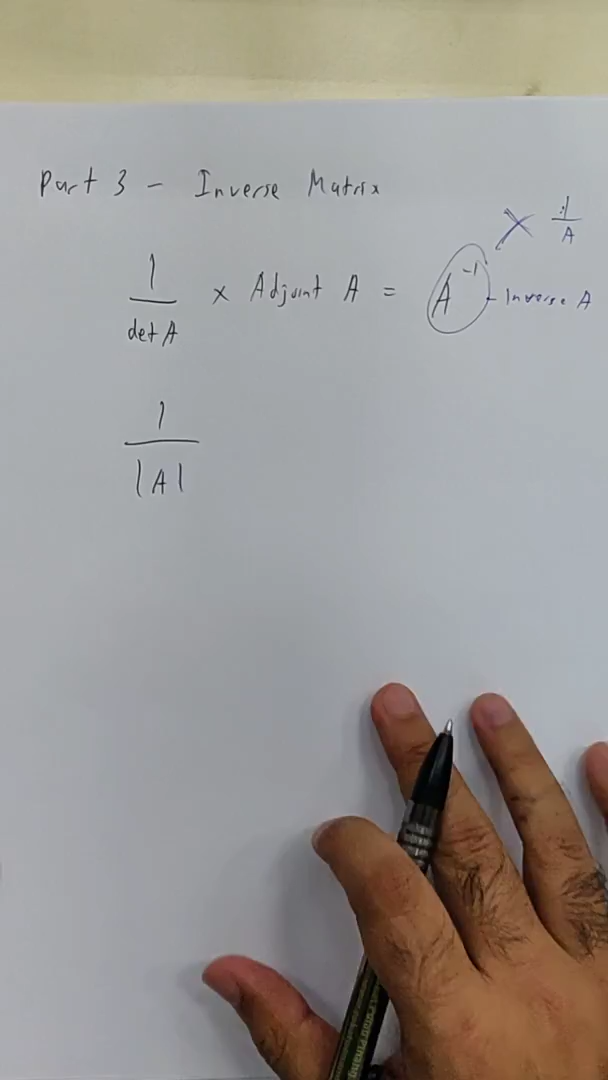 Part 3 - Inverse Matrix
X 1/A
1/det A × Adjoint A = A⁻¹ - Inverse A
1/|A|